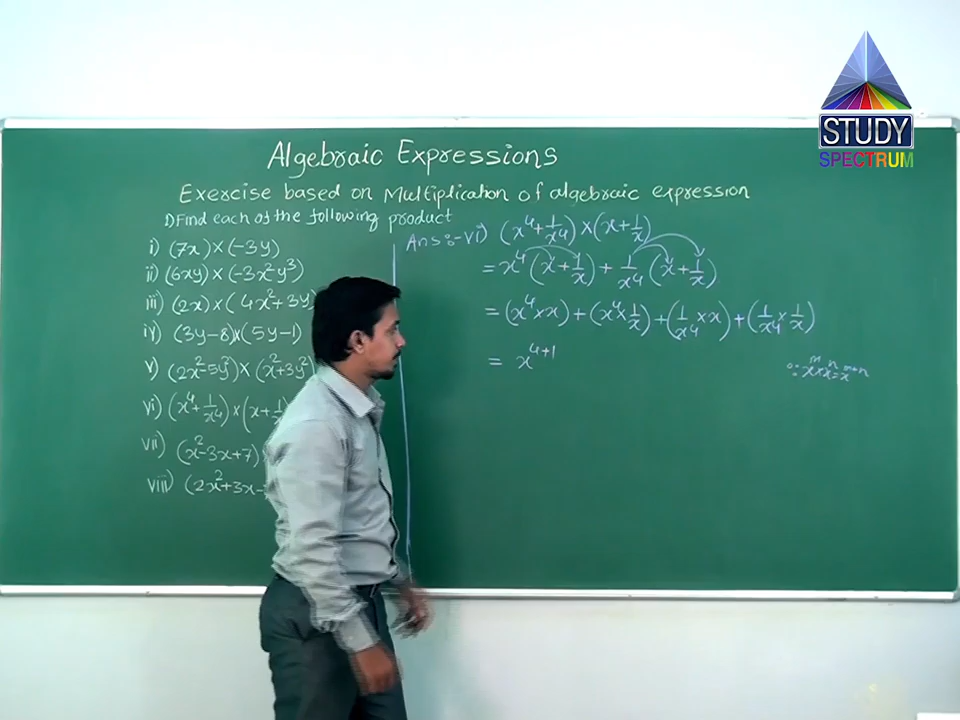 STUDY
SPECTRUM
Algebraic Expressions
Exercise based on Multiplication of algebraic expression
1) Find each of the following product
i) (7x)×(-3y)
ii) (6xy)×(-3x²y³)
iii) (2x)×(4x²+3y)
iv) (3y-8)×(5y-1)
v) (2x²-5y²)×(x²+3y²)
vi) (x⁴+1/x⁴)×(x+1/x
vii) (x²-3x+7)
viii) (2x²+3x-
Ans:-vi) (x⁴+1/x⁴)×(x+1/x)
=x⁴(x+1/x)+1/x⁴(x+1/x)
=(x⁴×x)+(x⁴×1/x)+(1/x⁴×x)+(1/x⁴×1/x)
= x⁴⁺¹
∵ xᵐ×xⁿ=xᵐ⁺ⁿ